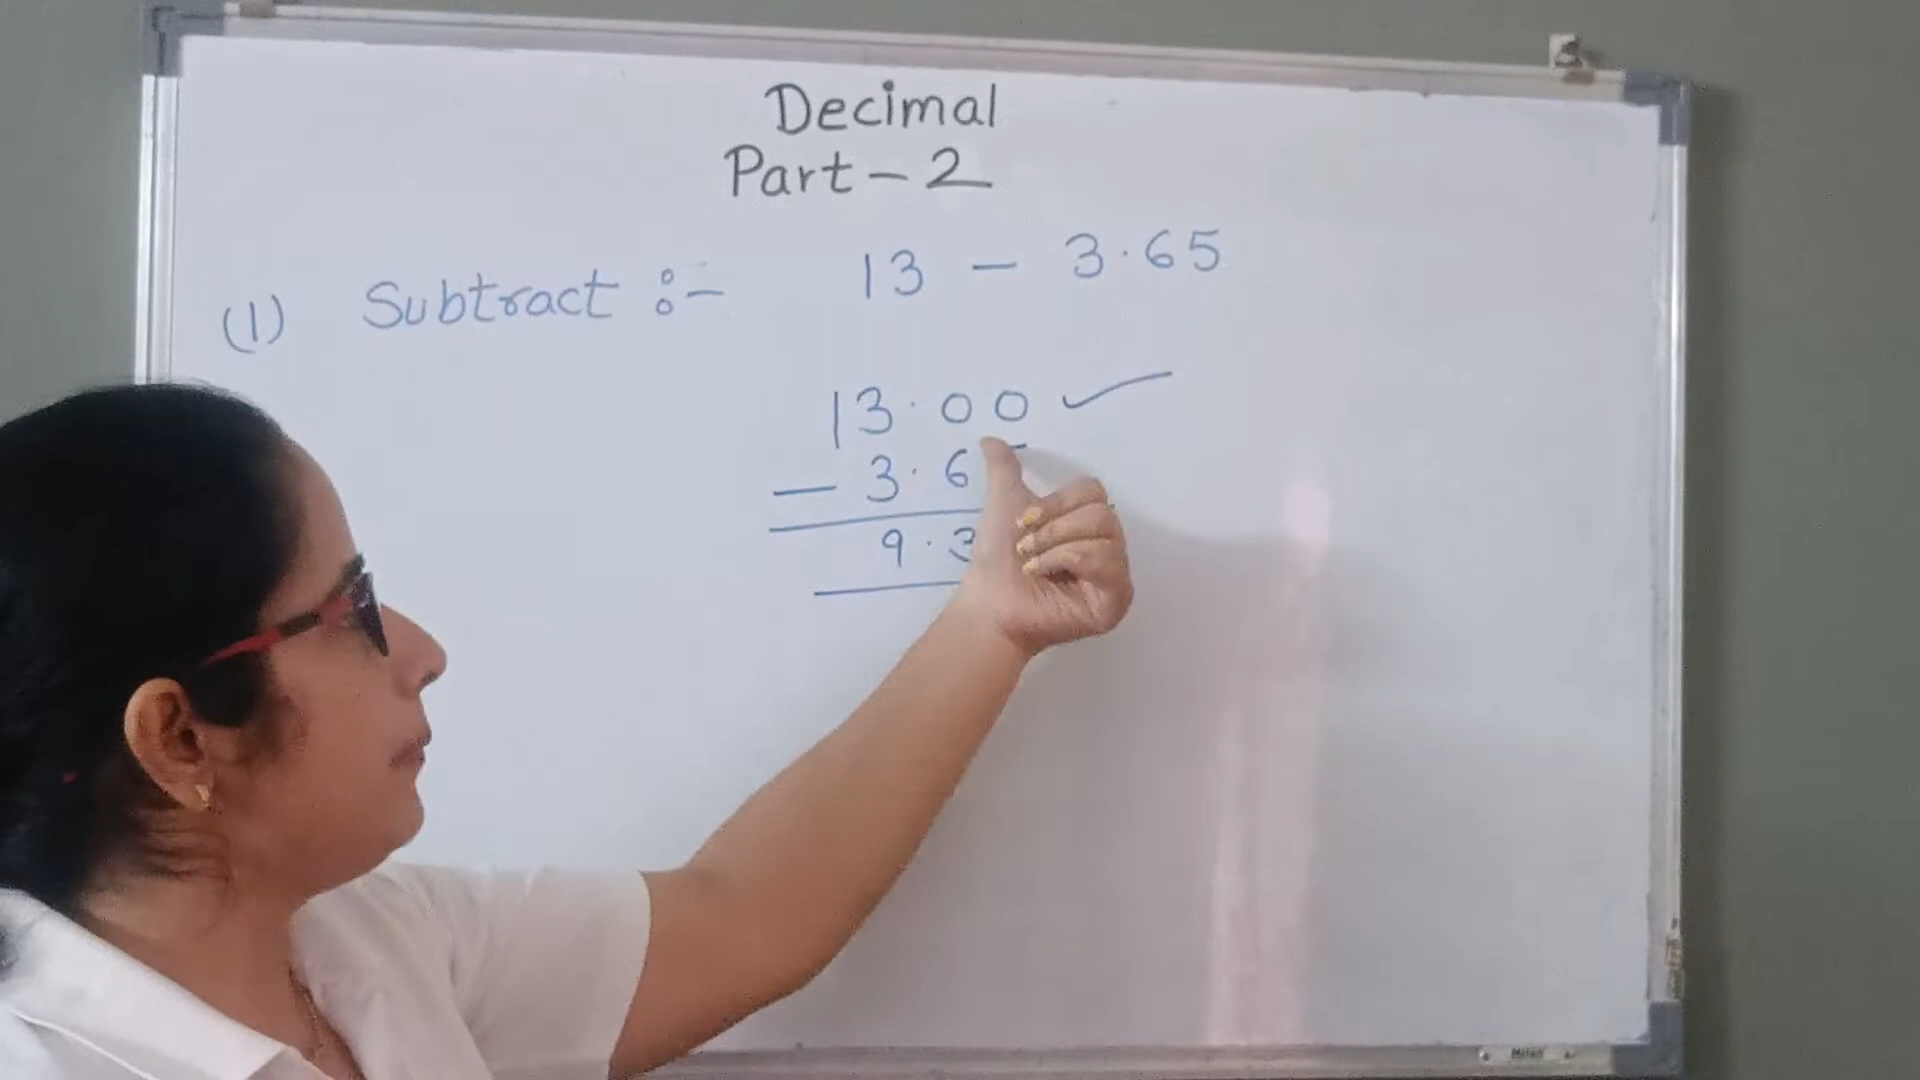 Decimal
Part - 2
(1) Subtract :- 13 - 3.65
13.00
- 3.6
9.3